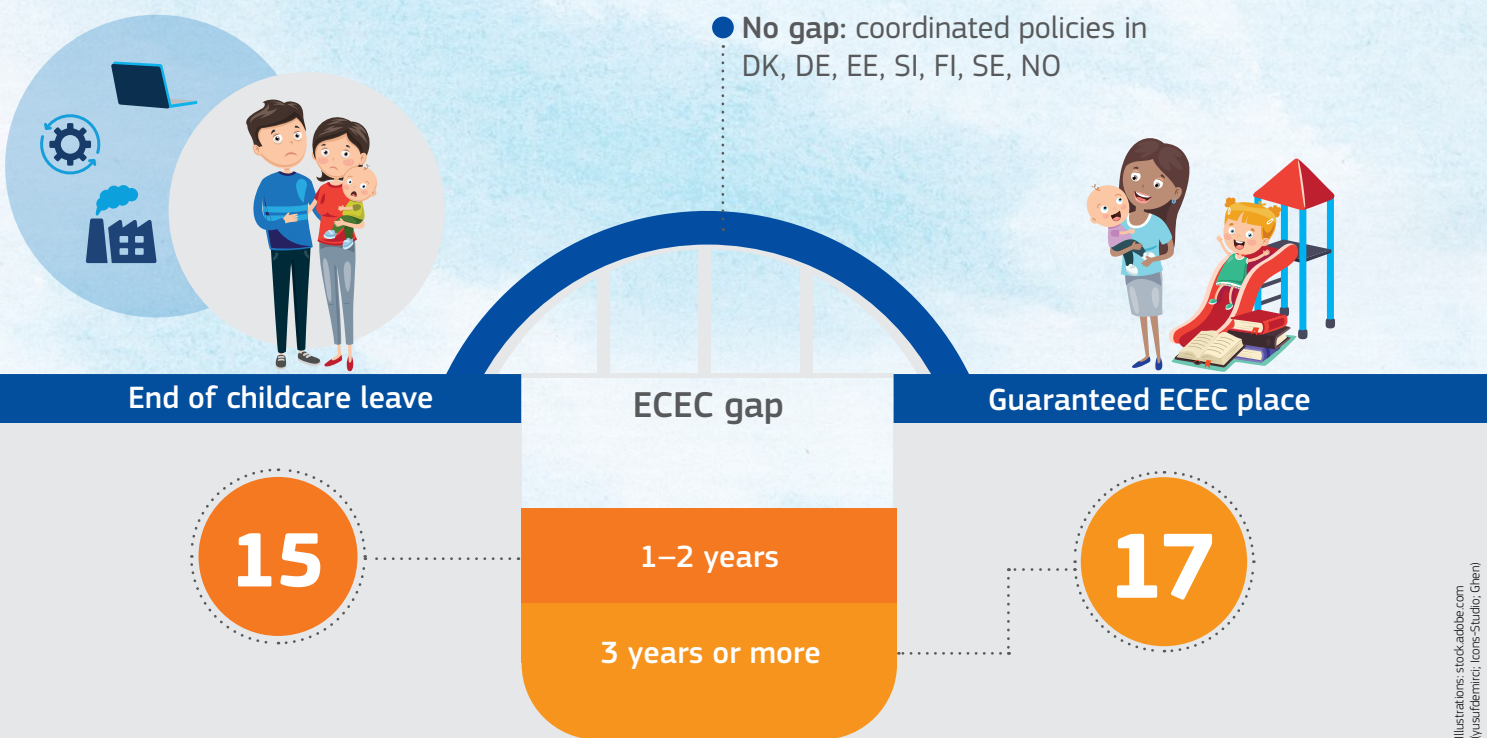 No gap: coordinated policies in
DK, DE, EE, SI, FI, SE, NO
End of childcare leave
ECEC gap
Guaranteed ECEC place
15
1–2 years
17
3 years or more
Illustrations: stock.adobe.com
(yusufdemirci; Icons-Studio; Ghen)